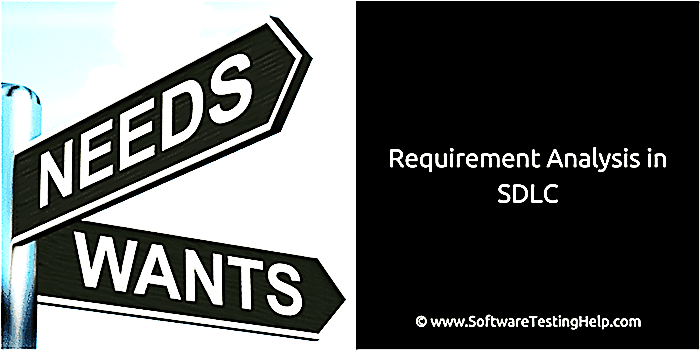 NEEDS
WANTS
Requirement Analysis in
SDLC
© www.SoftwareTestingHelp.com